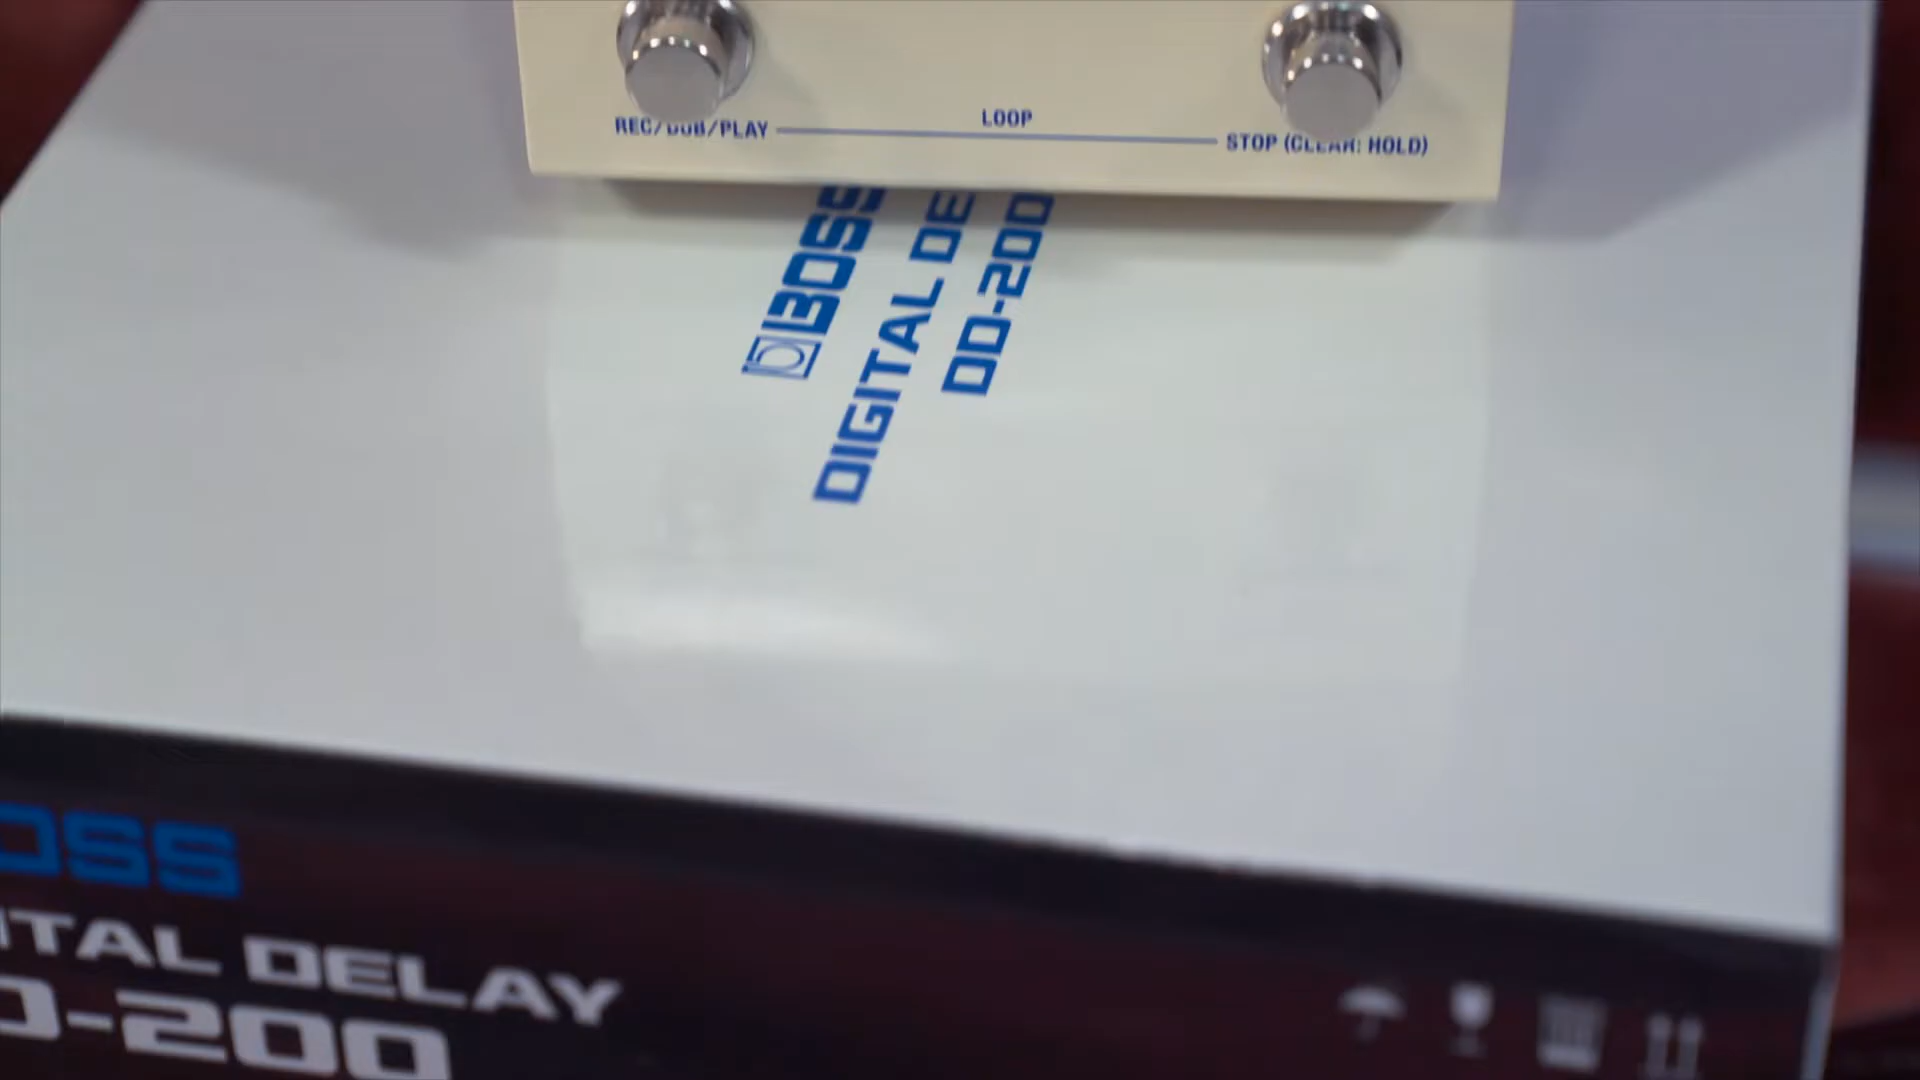 REC/DUB/PLAY
LOOP
STOP (CLEAR: HOLD)
BOSS
DIGITAL DE
DD-200
OSS
ITAL DELAY
D-200